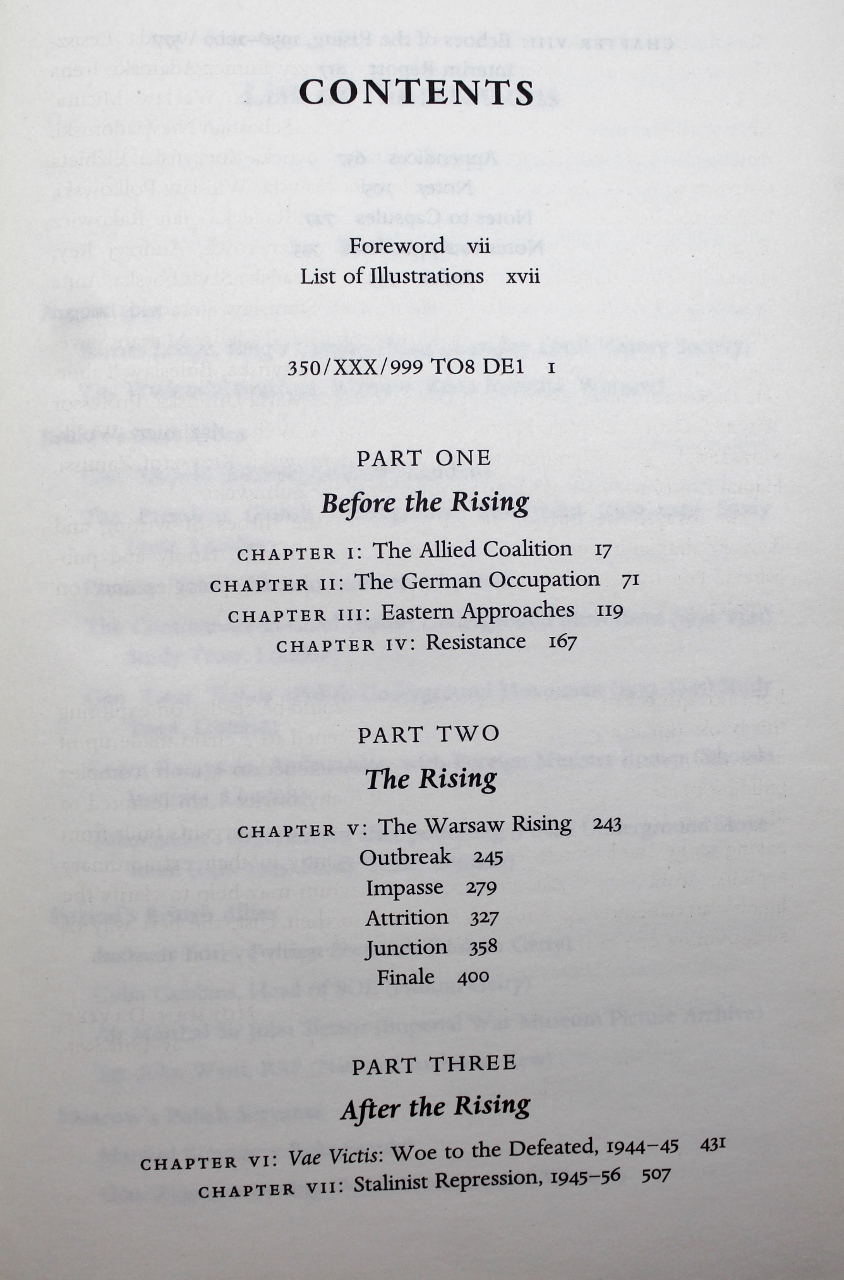 CONTENTS
Foreword vii
List of Illustrations xvii
350/XXX/999 TO8 DE1 1
PART ONE
Before the Rising
CHAPTER I: The Allied Coalition 17
CHAPTER II: The German Occupation 71
CHAPTER III: Eastern Approaches 119
CHAPTER IV: Resistance 167
PART TWO
The Rising
CHAPTER V: The Warsaw Rising 243
Outbreak 245
Impasse 279
Attrition 327
Junction 358
Finale 400
PART THREE
After the Rising
CHAPTER VI: Vae Victis: Woe to the Defeated, 1944–45 431
CHAPTER VII: Stalinist Repression, 1945–56 507